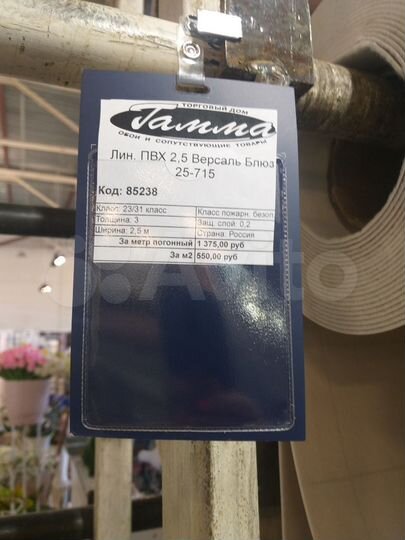 ТОРГОВЫЙ ДОМ
Гамма
ОБОИ И СОПУТСТВУЮЩИЕ ТОВАРЫ
Лин. ПВХ 2,5 Версаль Блюз
25-715
Код: 85238
Класс: 23/31 класс Класс пожарн. безоп
Толщина: 3 Защ. слой: 0,2
Ширина: 2,5 м Страна: Россия
За метр погонный 1 375,00 руб
За м2 550,00 руб
Avito